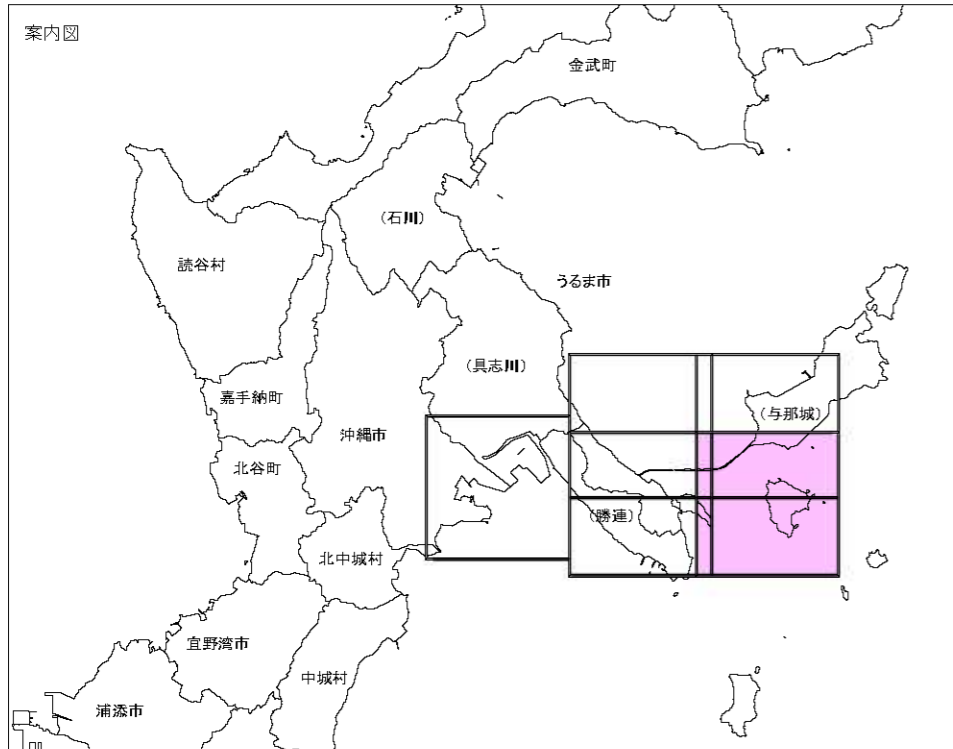 案内図
金武町
（石川）
読谷村
うるま市
（具志川）
嘉手納町
（与那城）
沖縄市
北谷町
（勝連）
北中城村
宜野湾市
中城村
浦添市